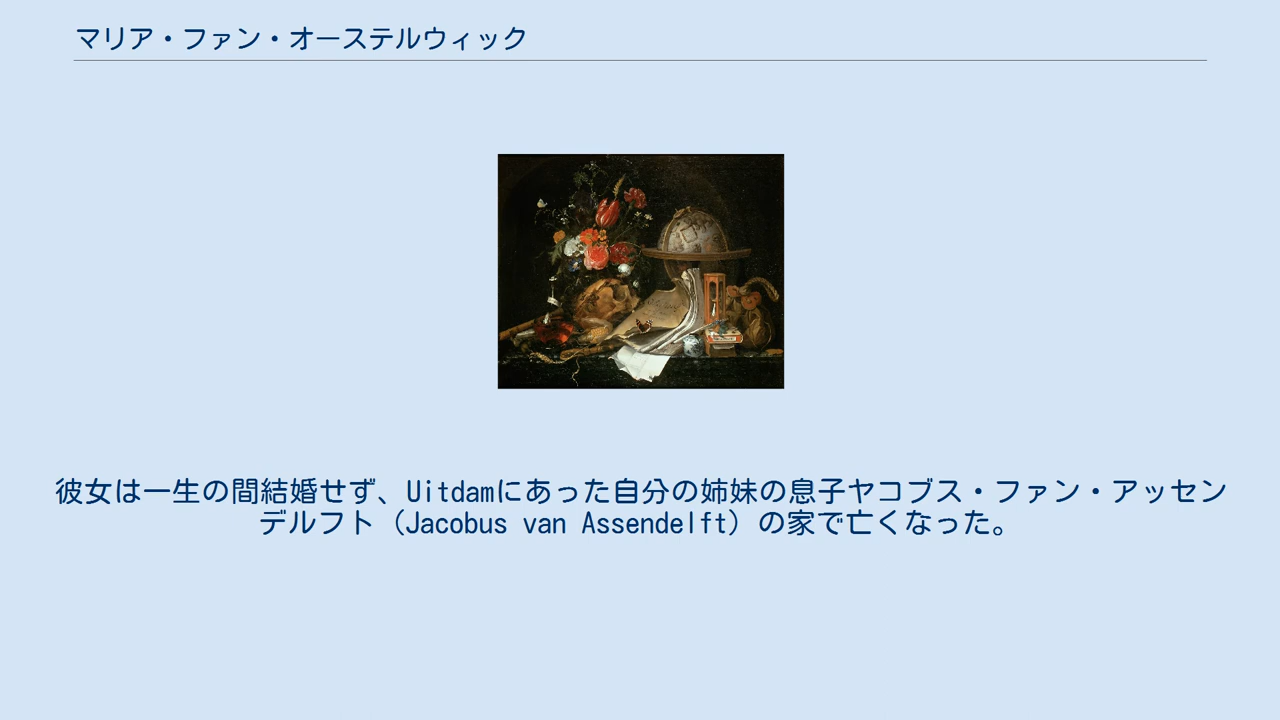 マリア・ファン・オーステルウィック
彼女は一生の間結婚せず、Uitdamにあった自分の姉妹の息子ヤコブス・ファン・アッセン
デルフト（Jacobus van Assendelft）の家で亡くなった。